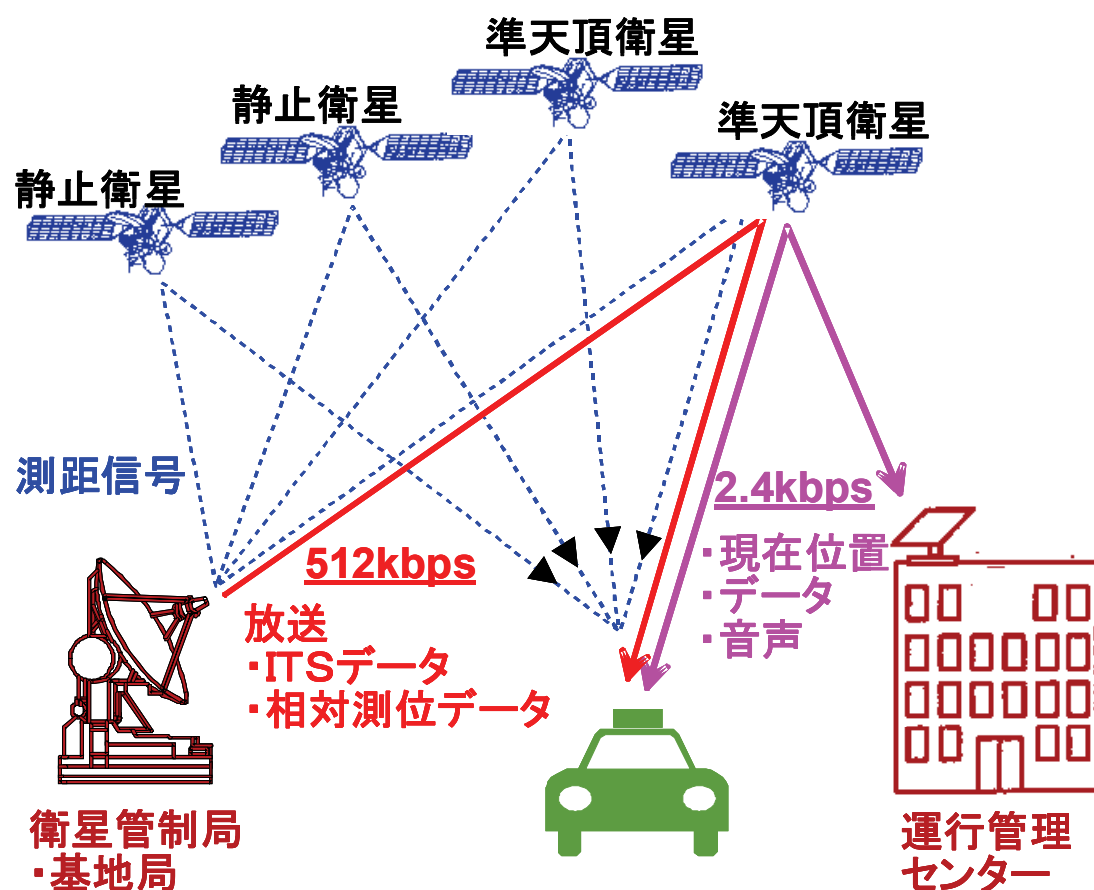 準天頂衛星
静止衛星
準天頂衛星
静止衛星
測距信号
2.4kbps
・現在位置
・データ
・音声
512kbps
放送
・ITSデータ
・相対測位データ
衛星管制局
・基地局
運行管理
センター